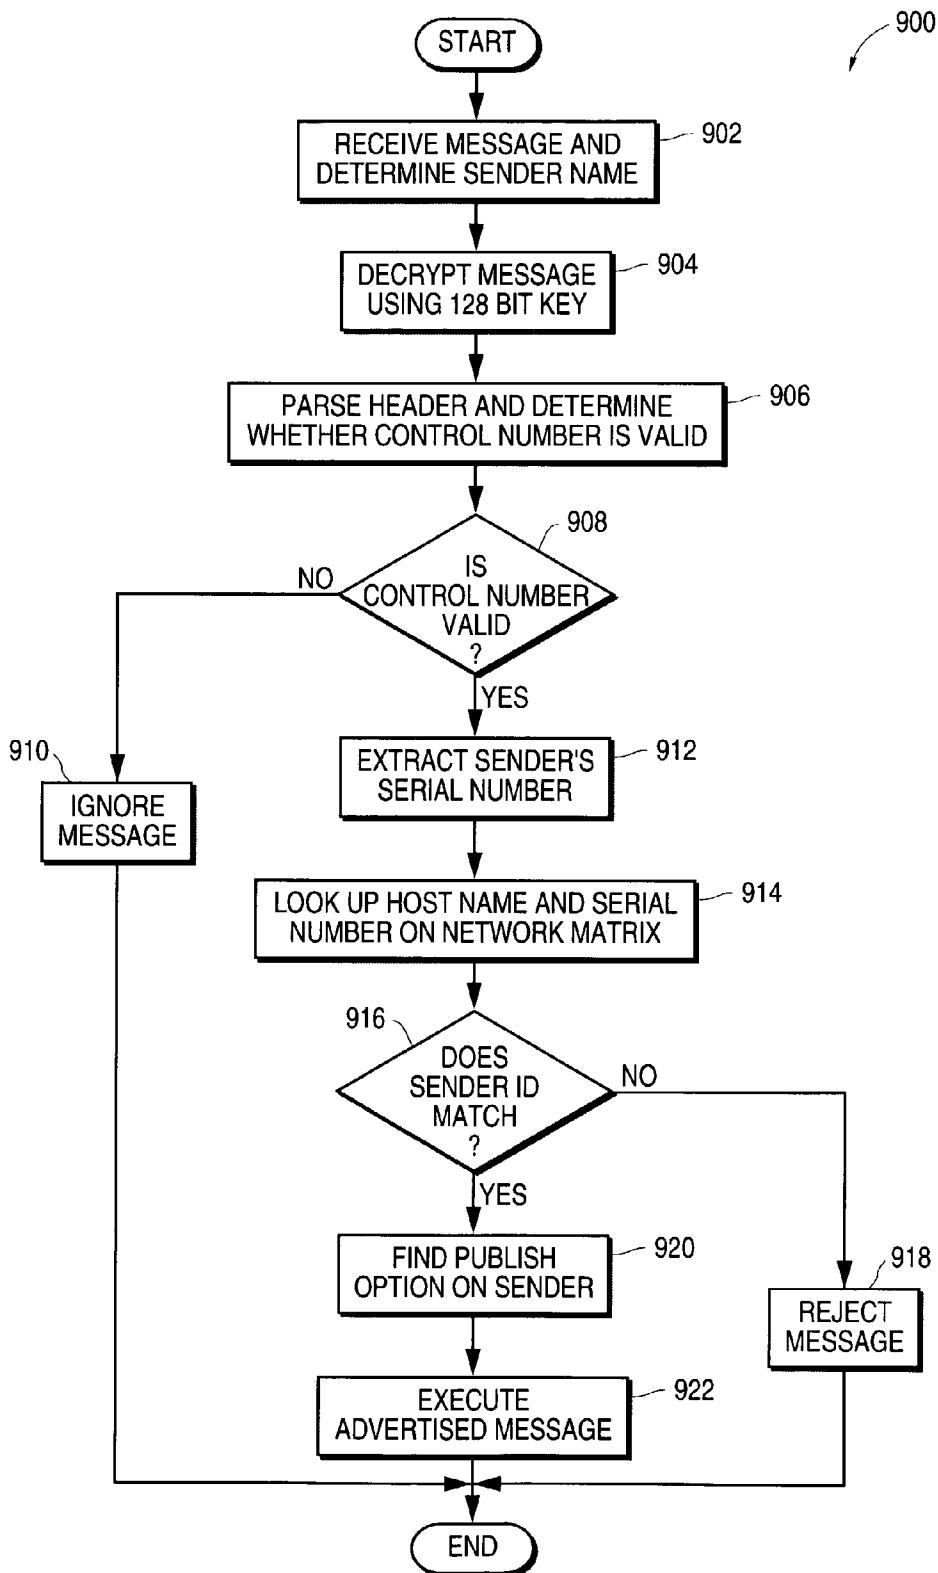 900
START
902
RECEIVE MESSAGE AND
DETERMINE SENDER NAME
904
DECRYPT MESSAGE
USING 128 BIT KEY
906
PARSE HEADER AND DETERMINE
WHETHER CONTROL NUMBER IS VALID
908
IS
CONTROL NUMBER
VALID
?
NO
YES
910
IGNORE
MESSAGE
912
EXTRACT SENDER'S
SERIAL NUMBER
914
LOOK UP HOST NAME AND SERIAL
NUMBER ON NETWORK MATRIX
916
DOES
SENDER ID
MATCH
?
NO
YES
918
REJECT
MESSAGE
920
FIND PUBLISH
OPTION ON SENDER
922
EXECUTE
ADVERTISED MESSAGE
END